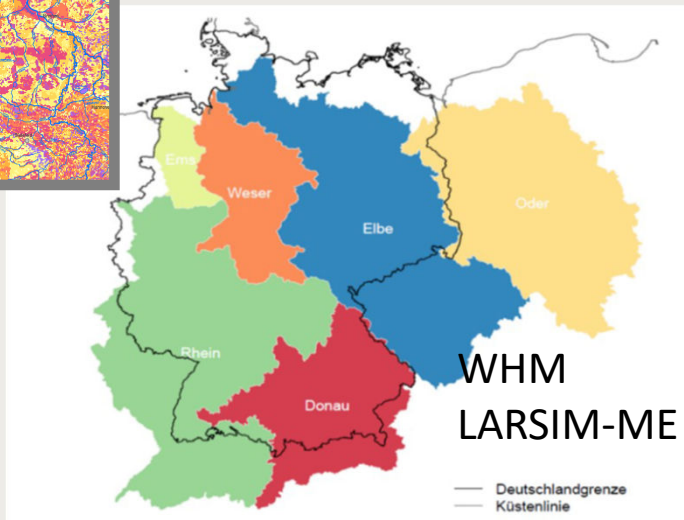 Ems
Weser
Elbe
Oder
Rhein
Donau
WHM
LARSIM-ME
Deutschlandgrenze
Küstenlinie